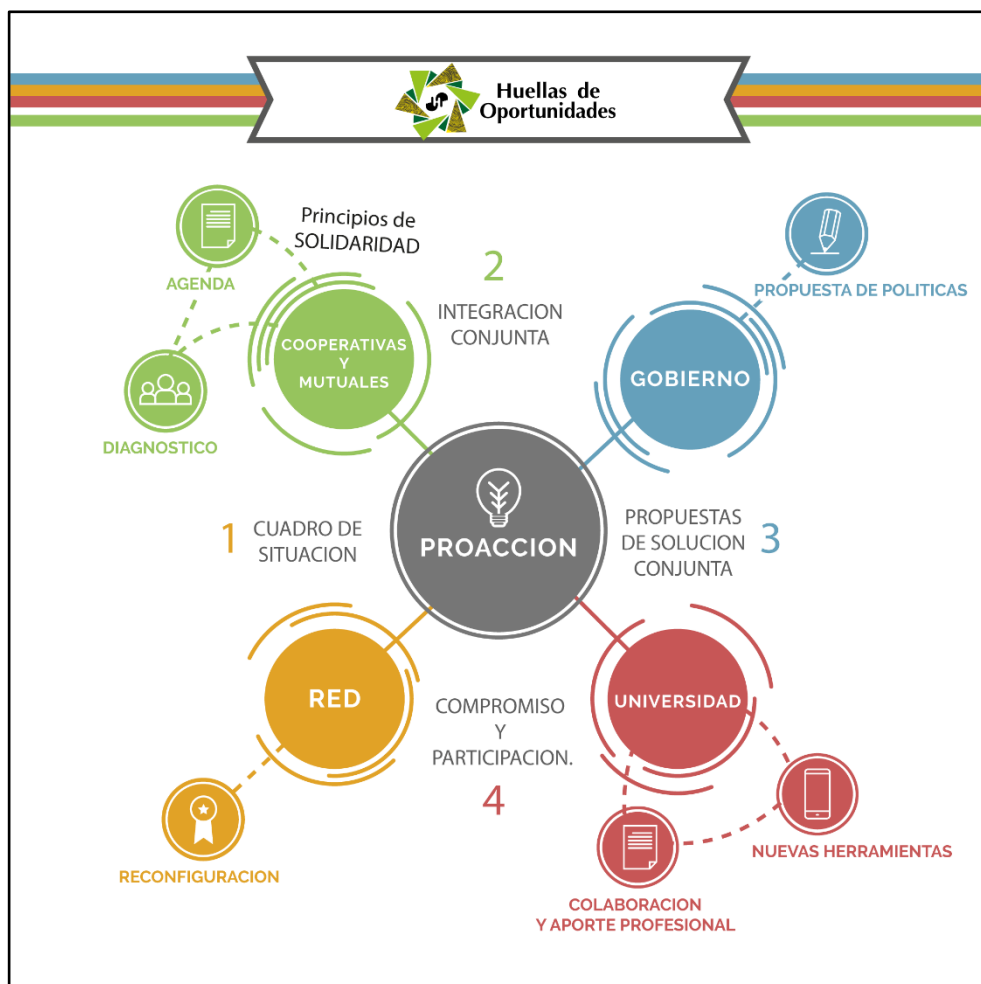 Huellas de
Oportunidades
Principios de
SOLIDARIDAD
AGENDA
2
INTEGRACION
CONJUNTA
PROPUESTA DE POLITICAS
COOPERATIVAS
Y
MUTUALES
GOBIERNO
DIAGNOSTICO
1
CUADRO DE
SITUACION
PROACCION
PROPUESTAS
DE SOLUCION
CONJUNTA
3
RED
COMPROMISO
Y
PARTICIPACION.
4
UNIVERSIDAD
RECONFIGURACION
NUEVAS HERRAMIENTAS
COLABORACION
Y APORTE PROFESIONAL